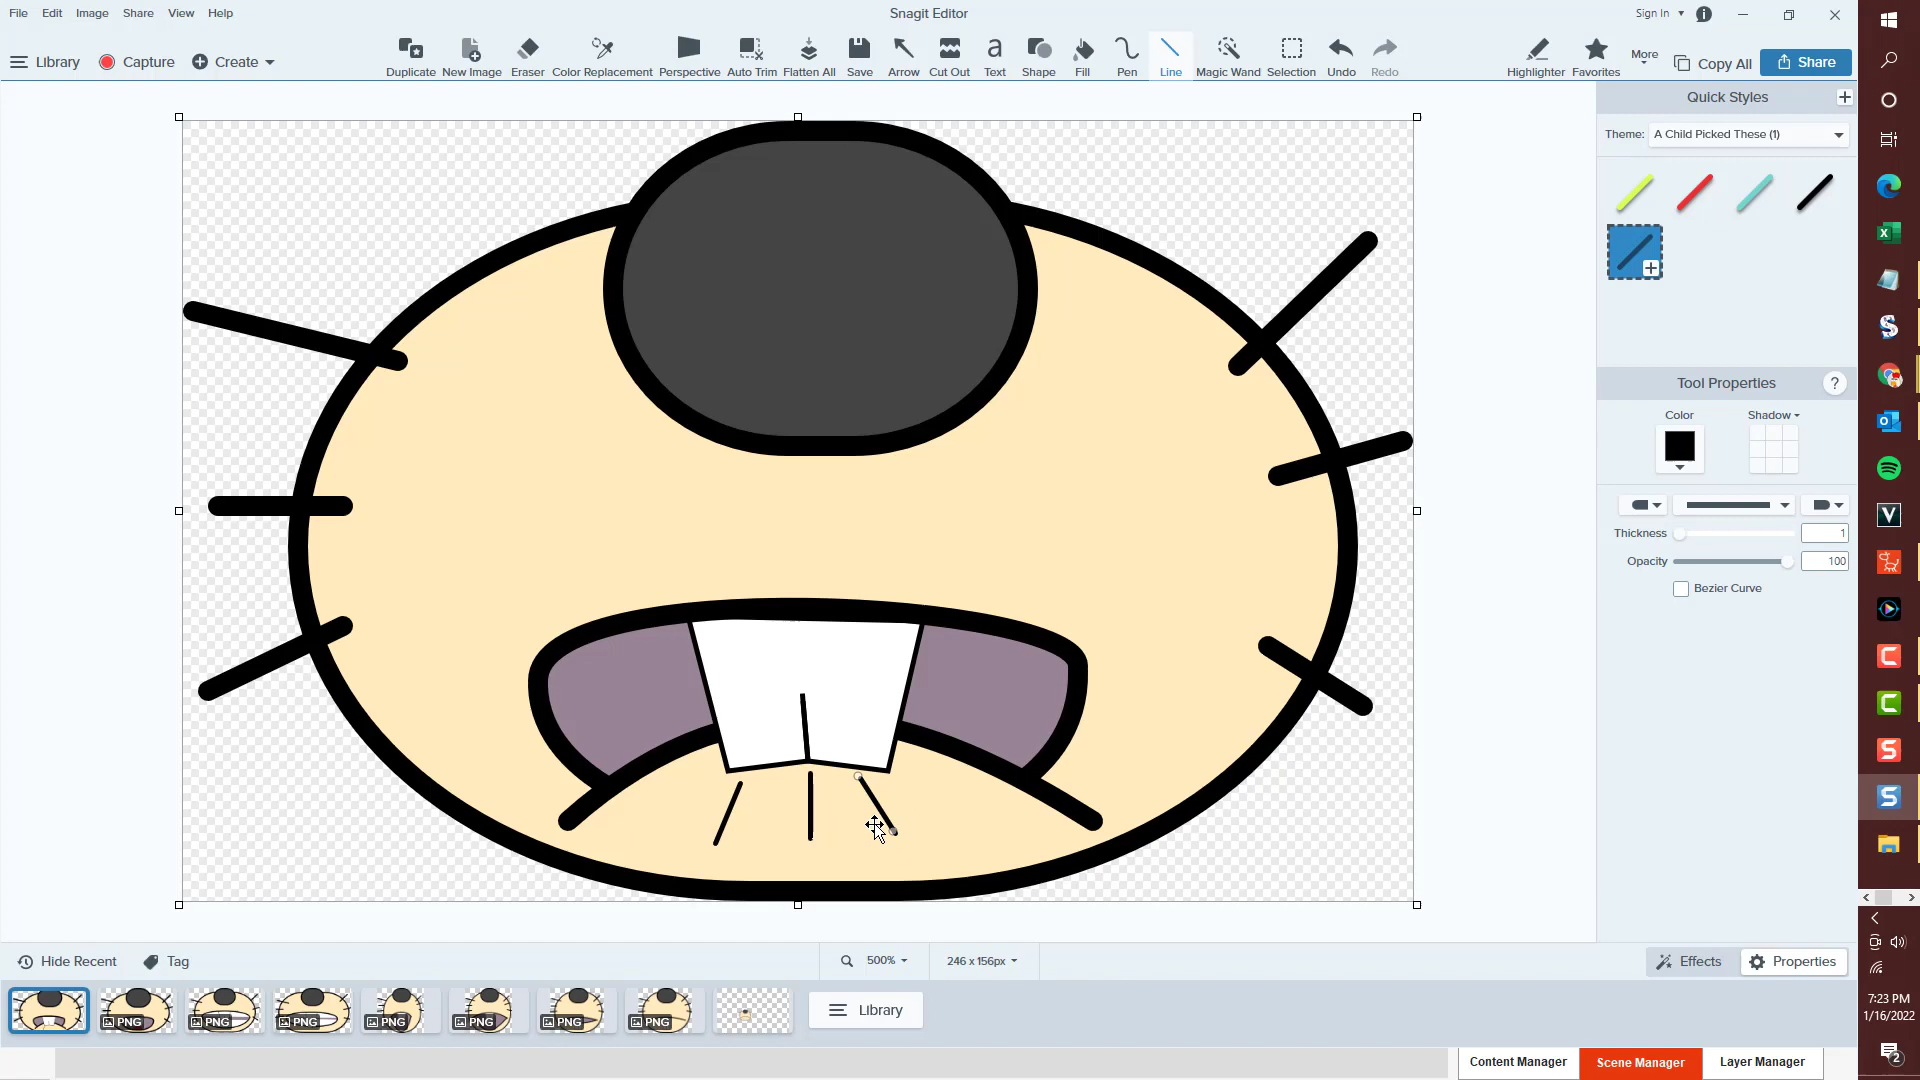 File Edit Image Share View Help
Snagit Editor
Sign In
Library Capture Create
Duplicate New Image Eraser Color Replacement Perspective Auto Trim Flatten All Save Arrow Cut Out Text Shape Fill Pen Line Magic Wand Selection Undo Redo
Highlighter Favorites More Copy All Share
Quick Styles
Theme: A Child Picked These (1)
Tool Properties ?
Color Shadow
Thickness 1
Opacity 100
Bezier Curve
Hide Recent Tag
500%
246 x 156px
Effects Properties
PNG PNG PNG PNG PNG PNG PNG
Library
7:23 PM
1/16/2022
2
Content Manager Scene Manager Layer Manager